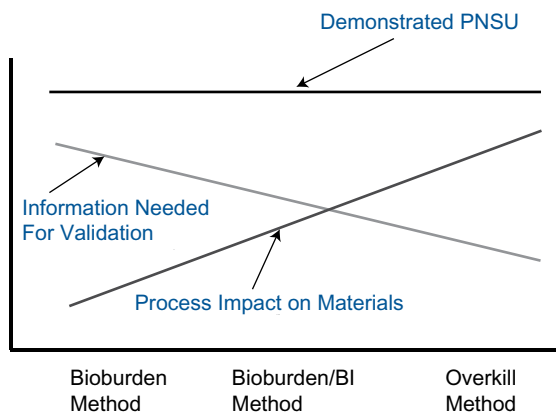 Demonstrated PNSU
Information Needed
For Validation
Process Impact on Materials
Bioburden
Method
Bioburden/BI
Method
Overkill
Method